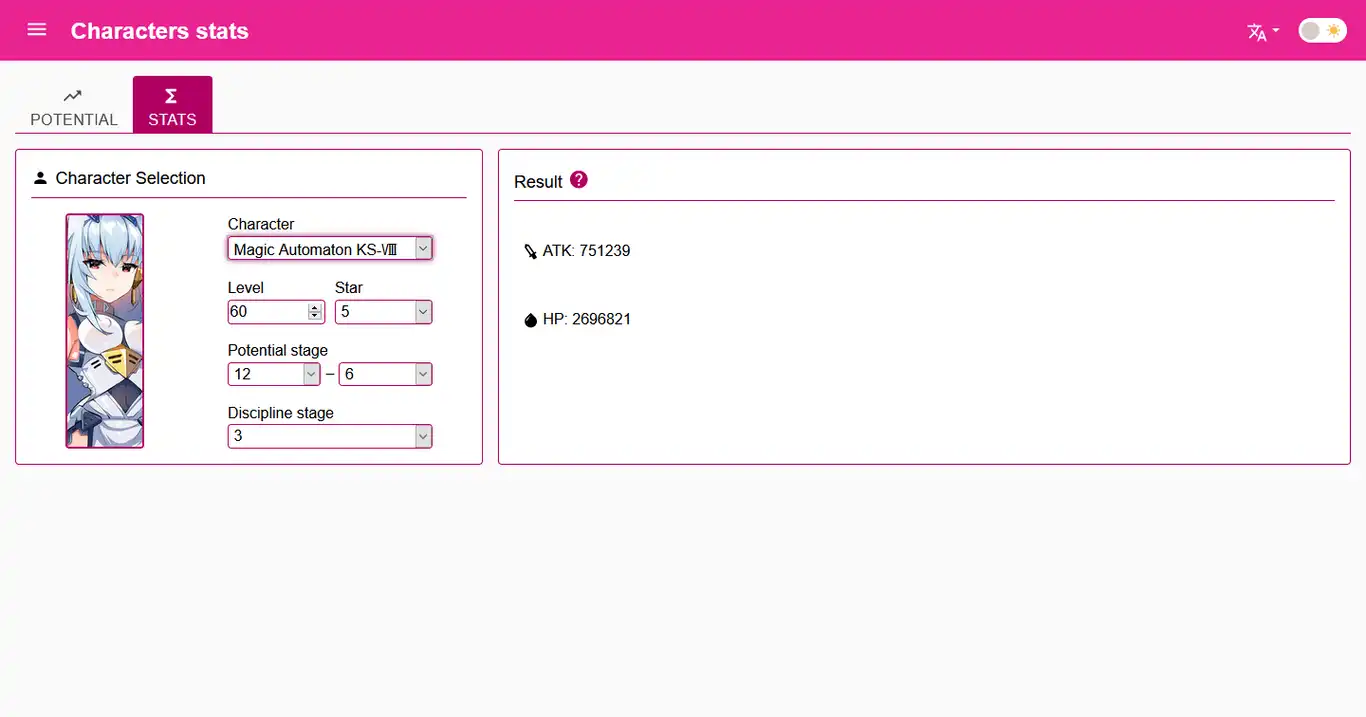 Characters stats
POTENTIAL
STATS
Character Selection
Character
Magic Automaton KS-Ⅷ
Level
Star
60
5
Potential stage
12 – 6
Discipline stage
3
Result
ATK: 751239
HP: 2696821